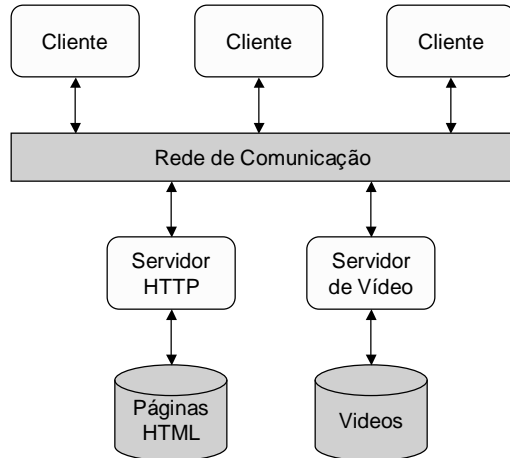 Cliente
Cliente
Cliente
Rede de Comunicação
Servidor
HTTP
Servidor
de Vídeo
Páginas
HTML
Videos